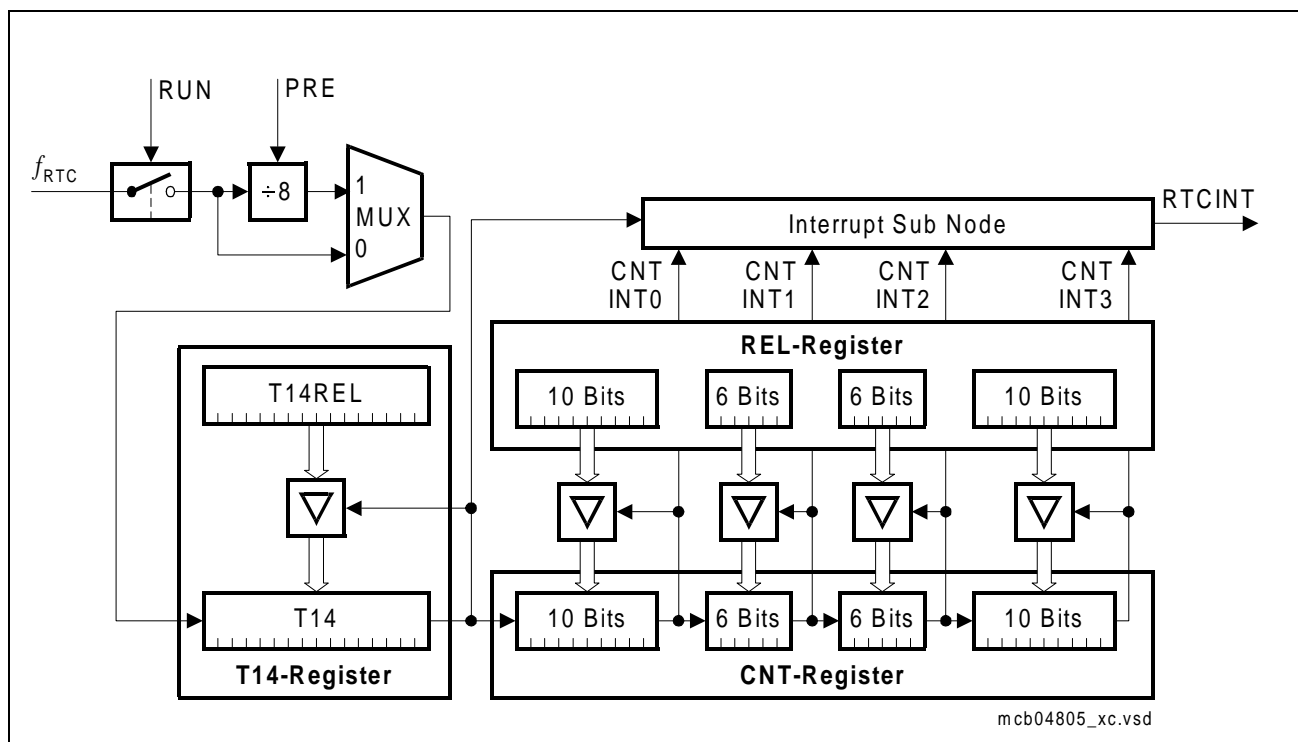 RUN
PRE
fRTC
÷8
1
MUX
0
RTCINT
Interrupt Sub Node
CNT INT0
CNT INT1
CNT INT2
CNT INT3
REL-Register
T14REL
10 Bits
6 Bits
6 Bits
10 Bits
T14
10 Bits
6 Bits
6 Bits
10 Bits
T14-Register
CNT-Register
mcb04805_xc.vsd